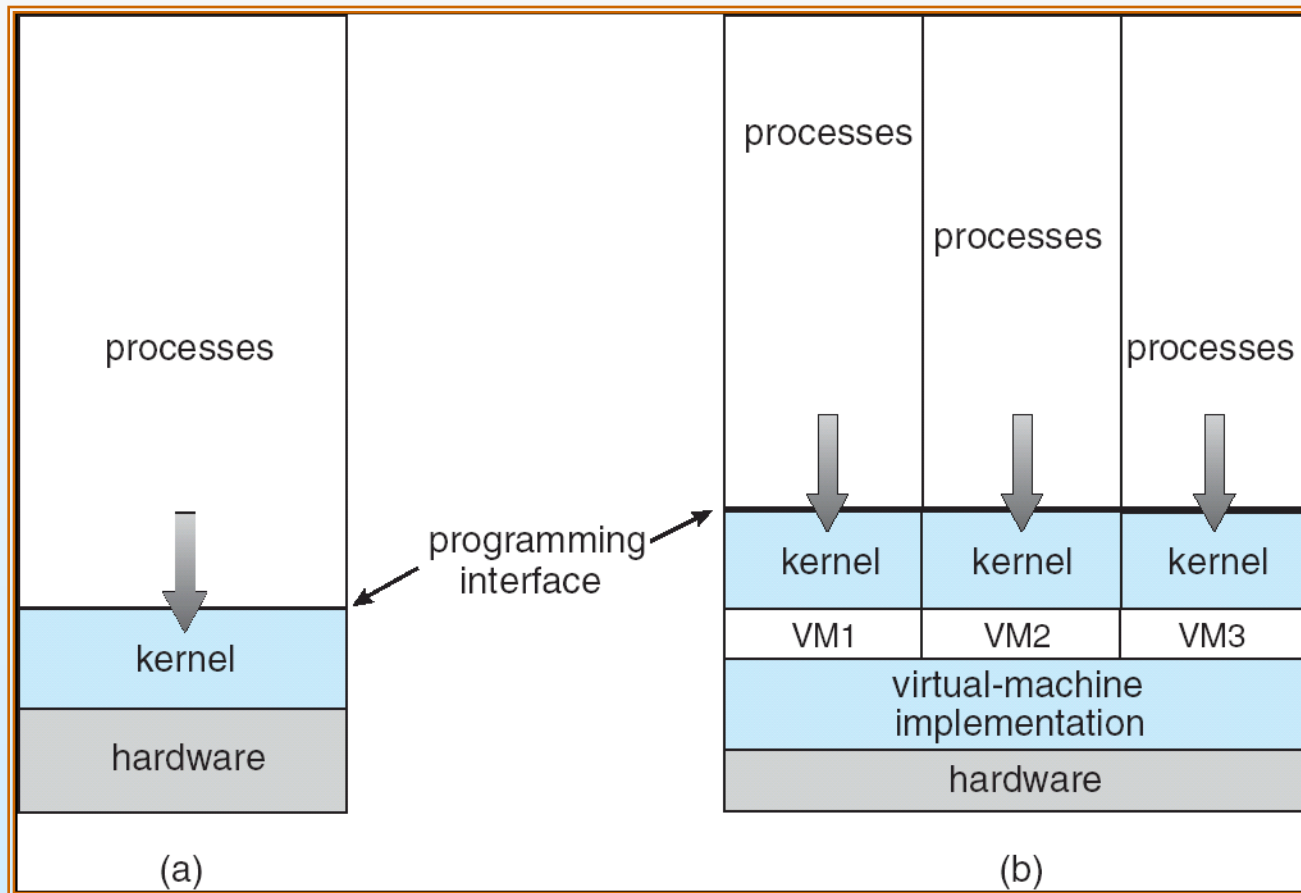 processes
kernel
hardware
(a)
programming
interface
processes
processes
processes
kernel
kernel
kernel
VM1
VM2
VM3
virtual-machine
implementation
hardware
(b)